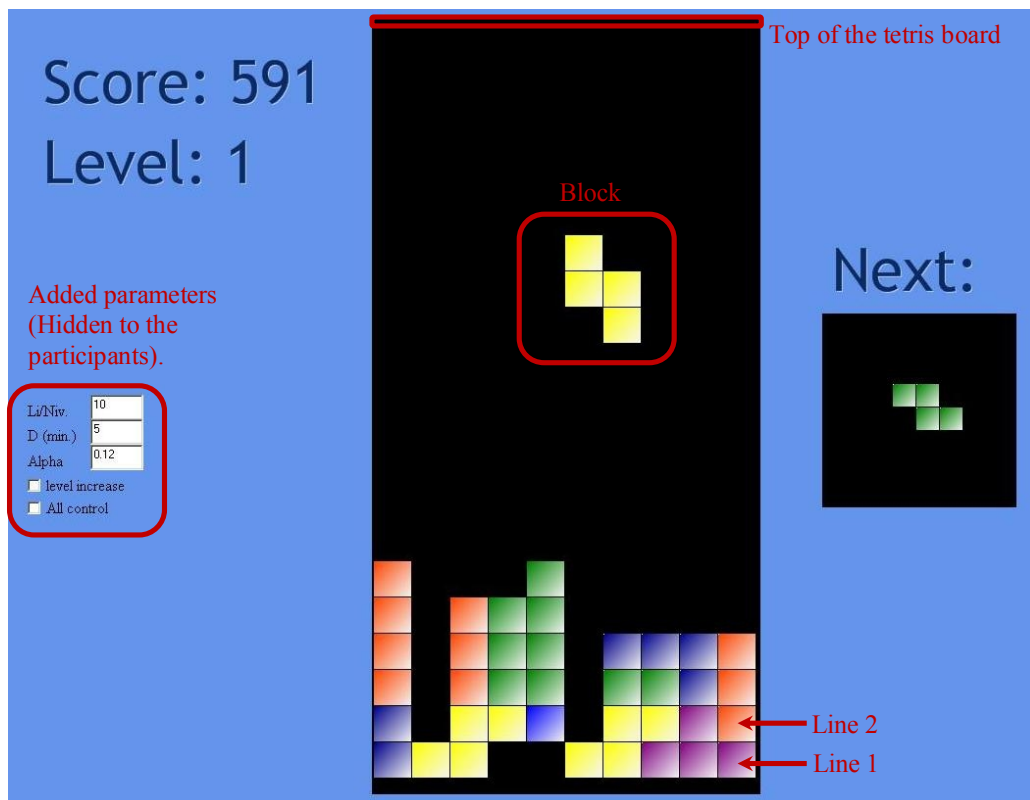 Top of the tetris board
Score: 591
Level: 1
Block
Next:
Added parameters
(Hidden to the
participants).
Li/Niv. 10
D (min.) 5
Alpha 0.12
level increase
All control
Line 2
Line 1